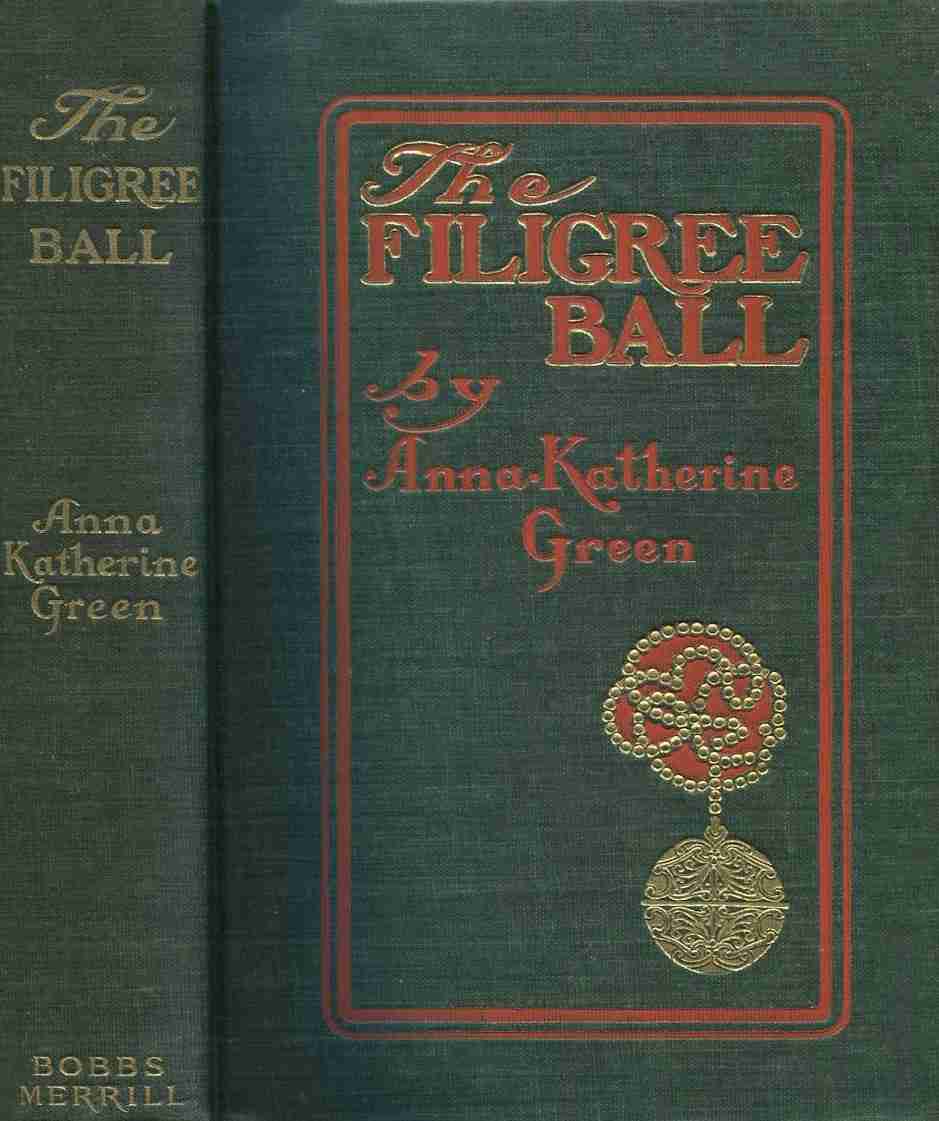 The
FILIGREE
BALL
Anna
Katherine
Green
BOBBS
MERRILL
The
FILIGREE
BALL
by
Anna-Katherine
Green